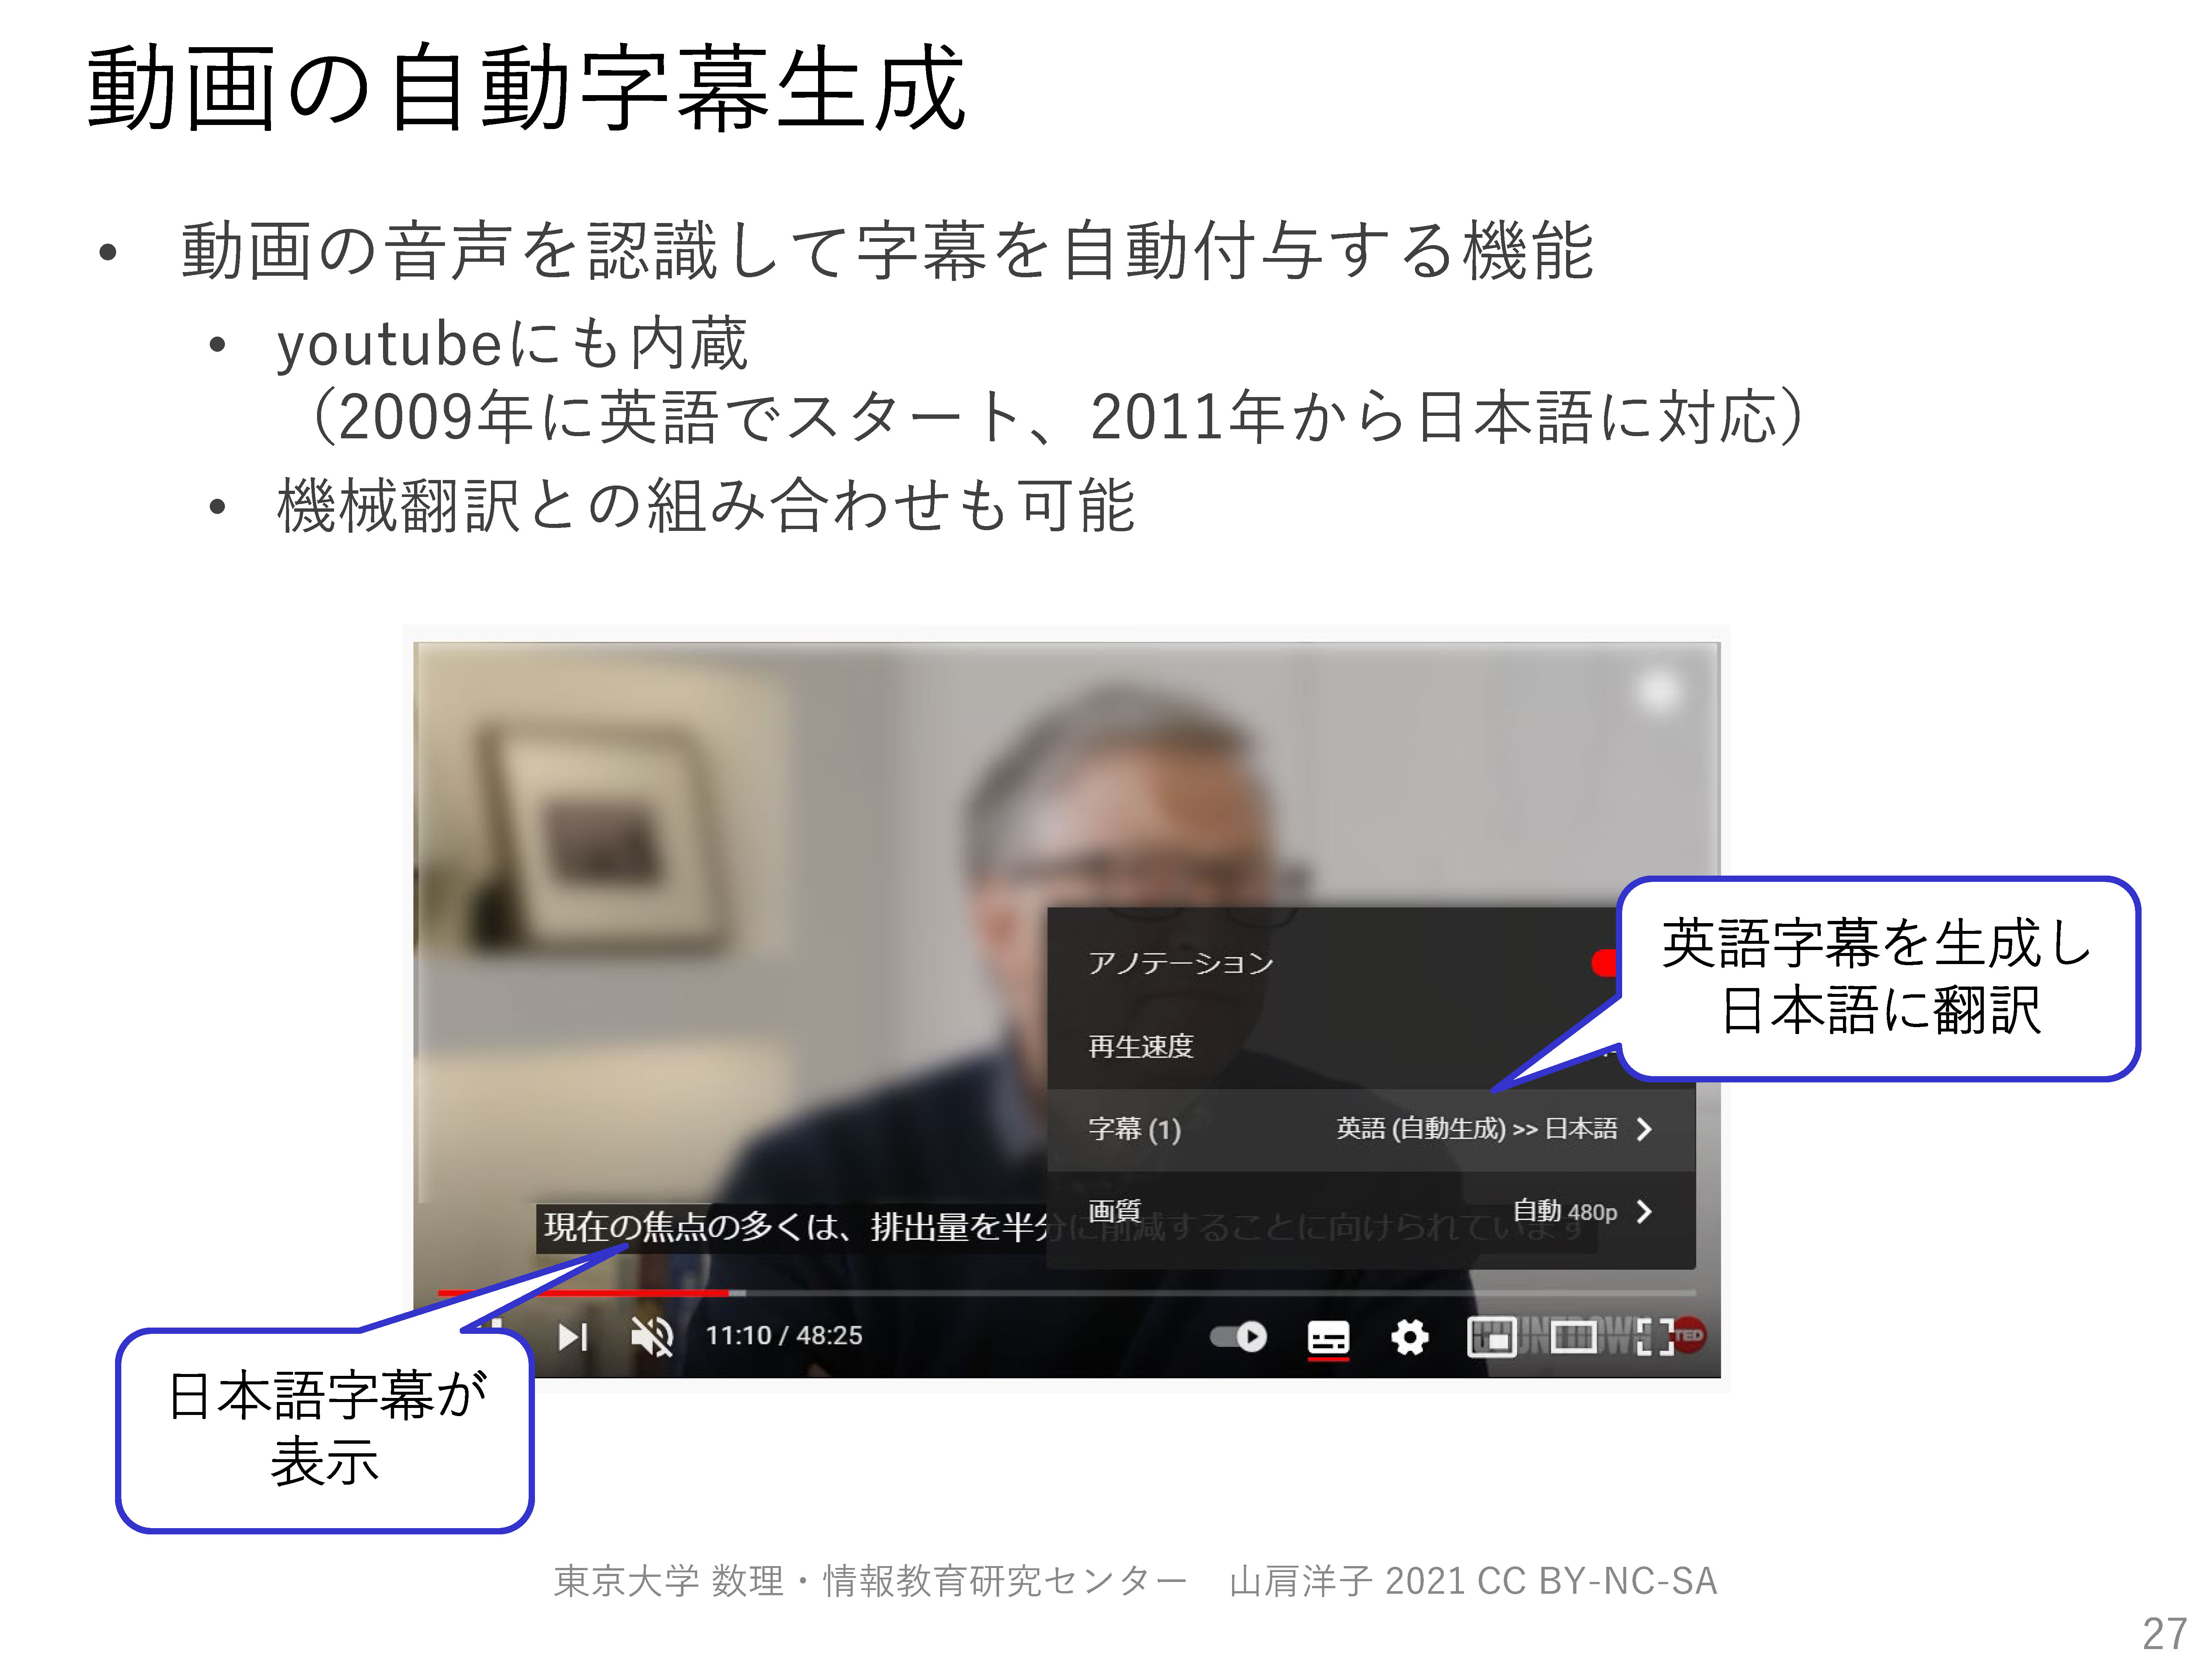 動画の自動字幕生成
• 動画の音声を認識して字幕を自動付与する機能
• youtubeにも内蔵
（2009年に英語でスタート、2011年から日本語に対応）
• 機械翻訳との組み合わせも可能
アノテーション
再生速度
字幕 (1) 英語 (自動生成) >> 日本語
画質 自動 480p
英語字幕を生成し
日本語に翻訳
現在の焦点の多くは、排出量を半分に削減することに向けられています
11:10 / 48:25
TED
日本語字幕が
表示
東京大学 数理・情報教育研究センター 山肩洋子 2021 CC BY-NC-SA
27